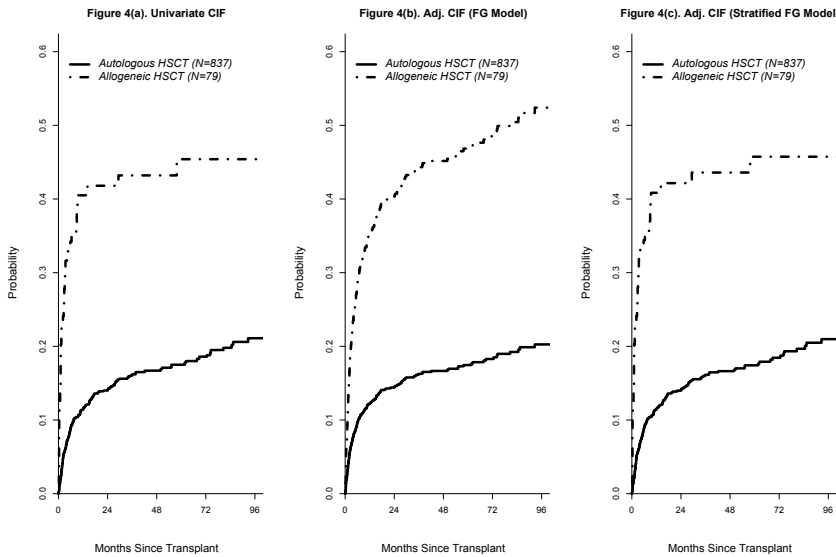 Figure 4(a). Univariate CIF
Autologous HSCT (N=837)
Allogeneic HSCT (N=79)
Probability
0.6
0.5
0.4
0.3
0.2
0.1
0.0
0 24 48 72 96
Months Since Transplant
Figure 4(b). Adj. CIF (FG Model)
Autologous HSCT (N=837)
Allogeneic HSCT (N=79)
Probability
0.6
0.5
0.4
0.3
0.2
0.1
0.0
0 24 48 72 96
Months Since Transplant
Figure 4(c). Adj. CIF (Stratified FG Model
Autologous HSCT (N=837)
Allogeneic HSCT (N=79)
Probability
0.6
0.5
0.4
0.3
0.2
0.1
0.0
0 24 48 72 96
Months Since Transplant